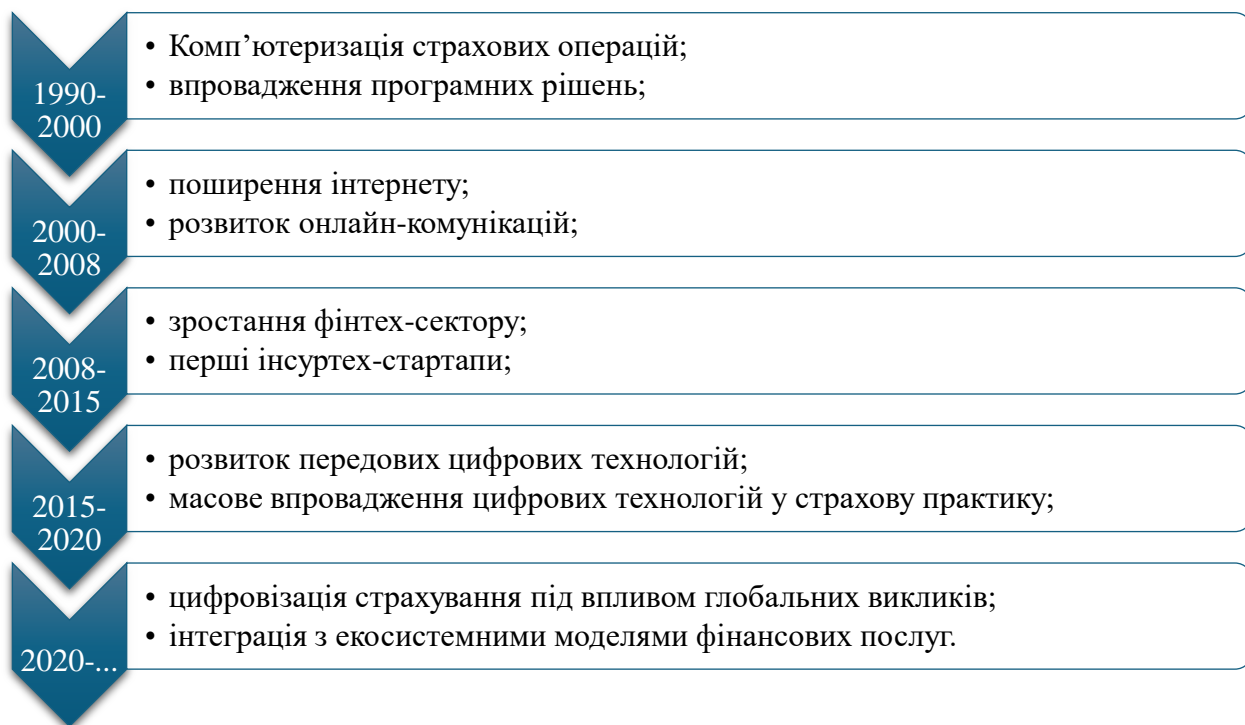 1990-
2000
• Комп’ютеризація страхових операцій;
• впровадження програмних рішень;
2000-
2008
• поширення інтернету;
• розвиток онлайн-комунікацій;
2008-
2015
• зростання фінтех-сектору;
• перші інсуртех-стартапи;
2015-
2020
• розвиток передових цифрових технологій;
• масове впровадження цифрових технологій у страхову практику;
2020-...
• цифровізація страхування під впливом глобальних викликів;
• інтеграція з екосистемними моделями фінансових послуг.